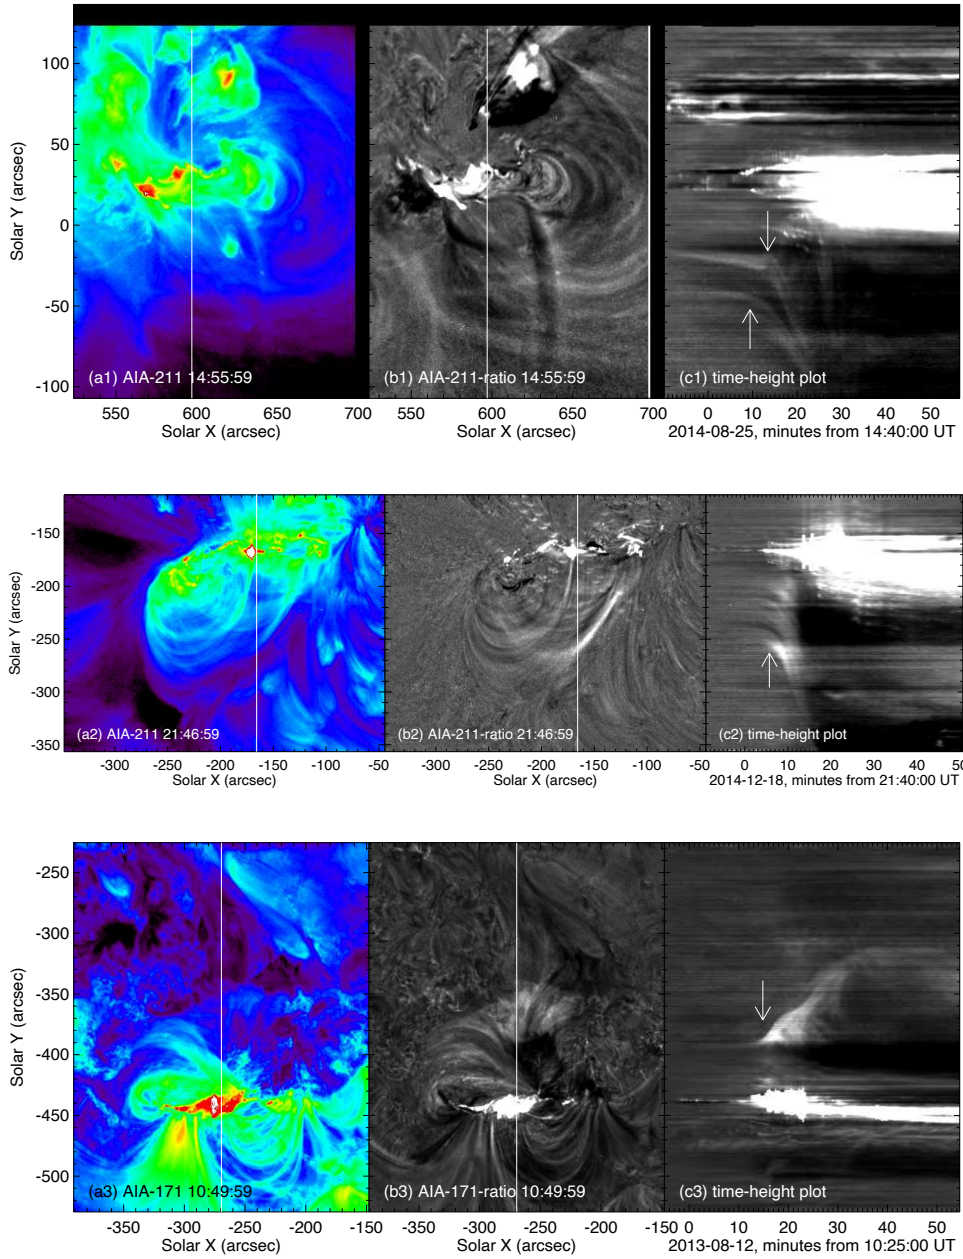 100
50
0
-50
-100
Solar Y (arcsec)
(a1) AIA-211 14:55:59
(b1) AIA-211-ratio 14:55:59
(c1) time-height plot
550 600 650 700 550 600 650 700 0 10 20 30 40 50
Solar X (arcsec) Solar X (arcsec) 2014-08-25, minutes from 14:40:00 UT
-150
-200
-250
-300
-350
Solar Y (arcsec)
(a2) AIA-211 21:46:59
(b2) AIA-211-ratio 21:46:59
(c2) time-height plot
-300 -250 -200 -150 -100 -50 -300 -250 -200 -150 -100 -50 0 10 20 30 40 50
Solar X (arcsec) Solar X (arcsec) 2014-12-18, minutes from 21:40:00 UT
-250
-300
-350
-400
-450
-500
Solar Y (arcsec)
(a3) AIA-171 10:49:59
(b3) AIA-171-ratio 10:49:59
(c3) time-height plot
-350 -300 -250 -200 -150 -350 -300 -250 -200 -150 0 10 20 30 40 50
Solar X (arcsec) Solar X (arcsec) 2013-08-12, minutes from 10:25:00 UT